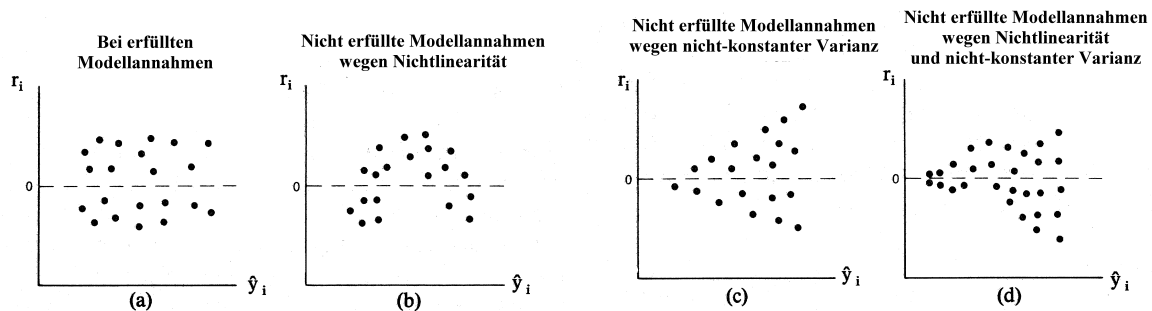 Bei erfüllten
Modellannahmen
r_i
0
ŷ_i
(a)
Nicht erfüllte Modellannahmen
wegen Nichtlinearität
r_i
0
ŷ_i
(b)
Nicht erfüllte Modellannahmen
wegen nicht-konstanter Varianz
r_i
0
ŷ_i
(c)
Nicht erfüllte Modellannahmen
wegen Nichtlinearität
und nicht-konstanter Varianz
r_i
0
ŷ_i
(d)